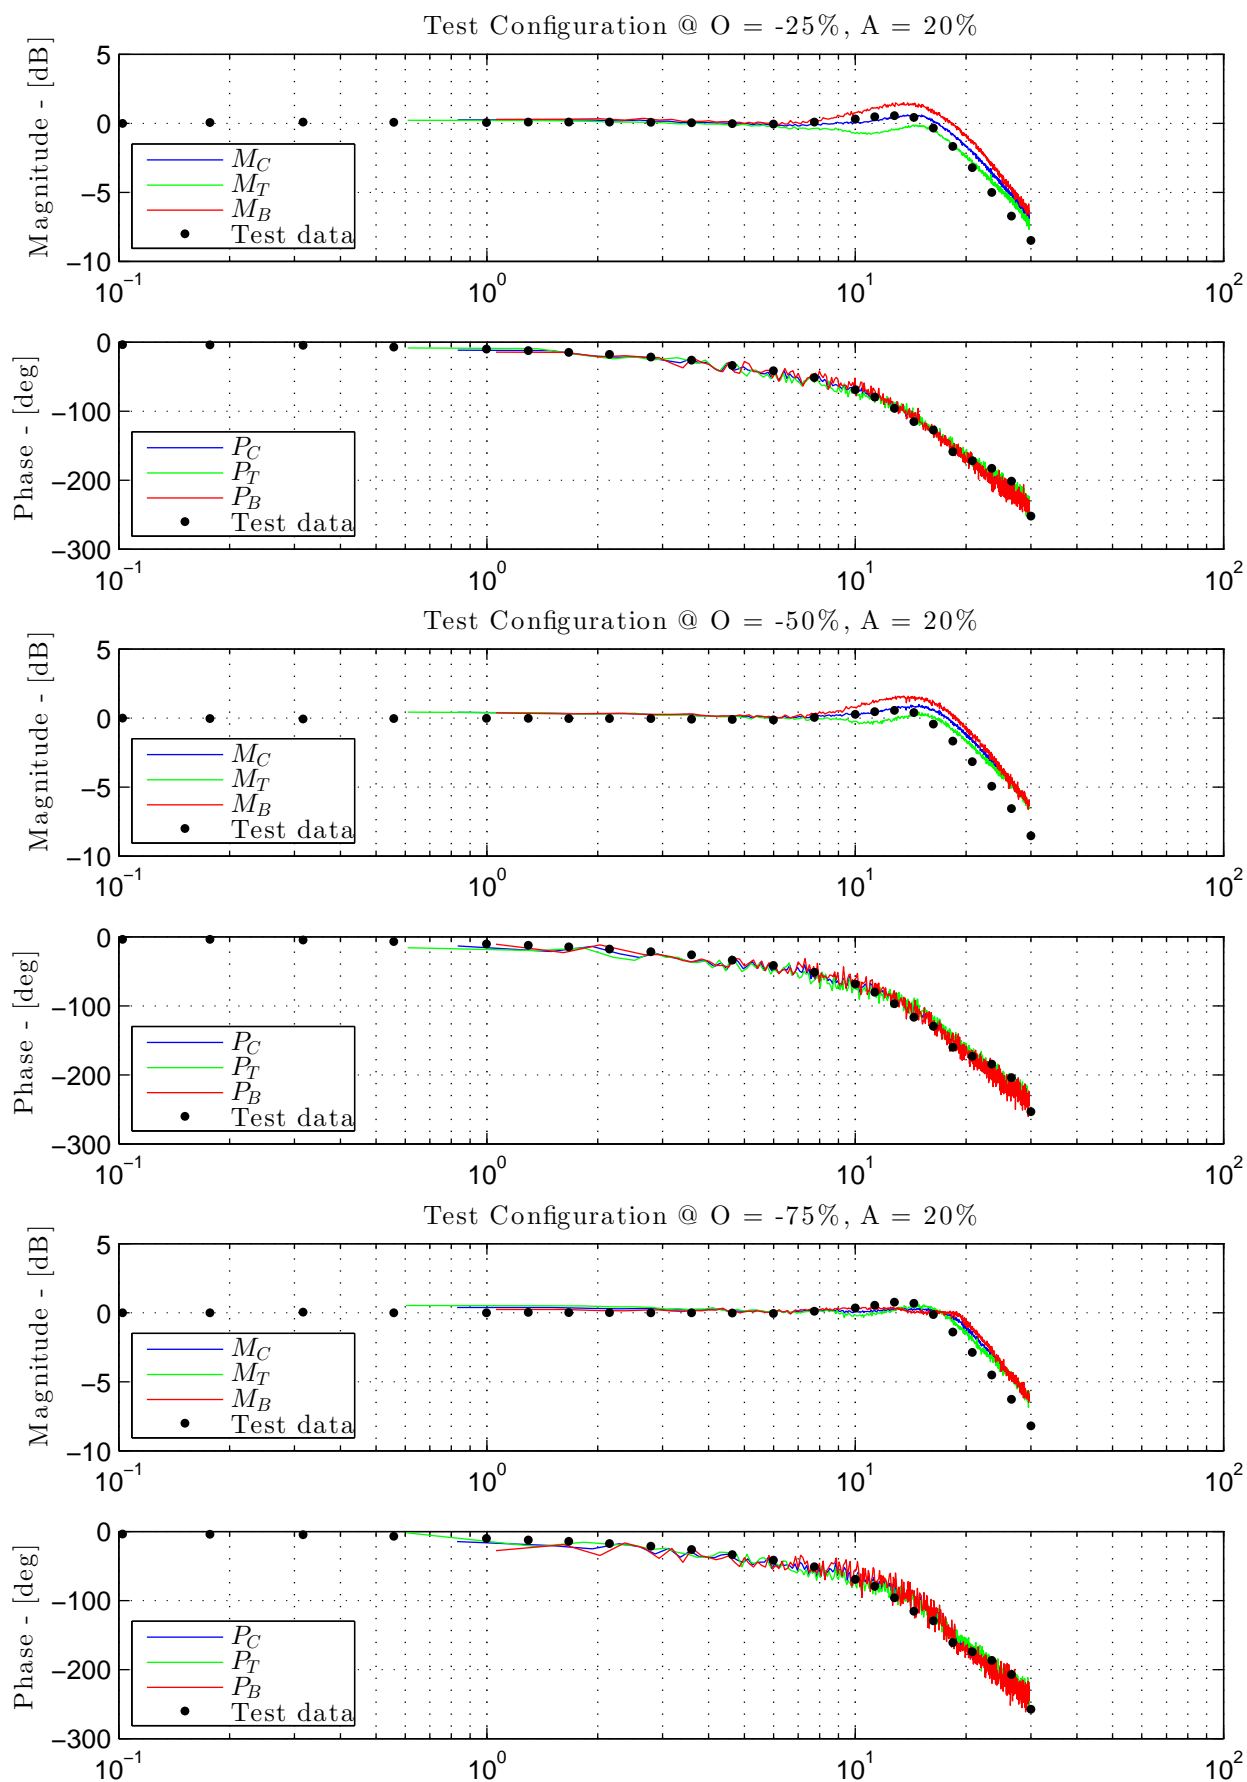 Test Configuration @ O = -25%, A = 20%
Magnitude - [dB]
5
0
−5
−10
M_C
M_T
M_B
Test data
10^−1
10^0
10^1
10^2
Phase - [deg]
0
−100
−200
−300
P_C
P_T
P_B
Test data
10^−1
10^0
10^1
10^2
Test Configuration @ O = -50%, A = 20%
Magnitude - [dB]
5
0
−5
−10
M_C
M_T
M_B
Test data
10^−1
10^0
10^1
10^2
Phase - [deg]
0
−100
−200
−300
P_C
P_T
P_B
Test data
10^−1
10^0
10^1
10^2
Test Configuration @ O = -75%, A = 20%
Magnitude - [dB]
5
0
−5
−10
M_C
M_T
M_B
Test data
10^−1
10^0
10^1
10^2
Phase - [deg]
0
−100
−200
−300
P_C
P_T
P_B
Test data
10^−1
10^0
10^1
10^2